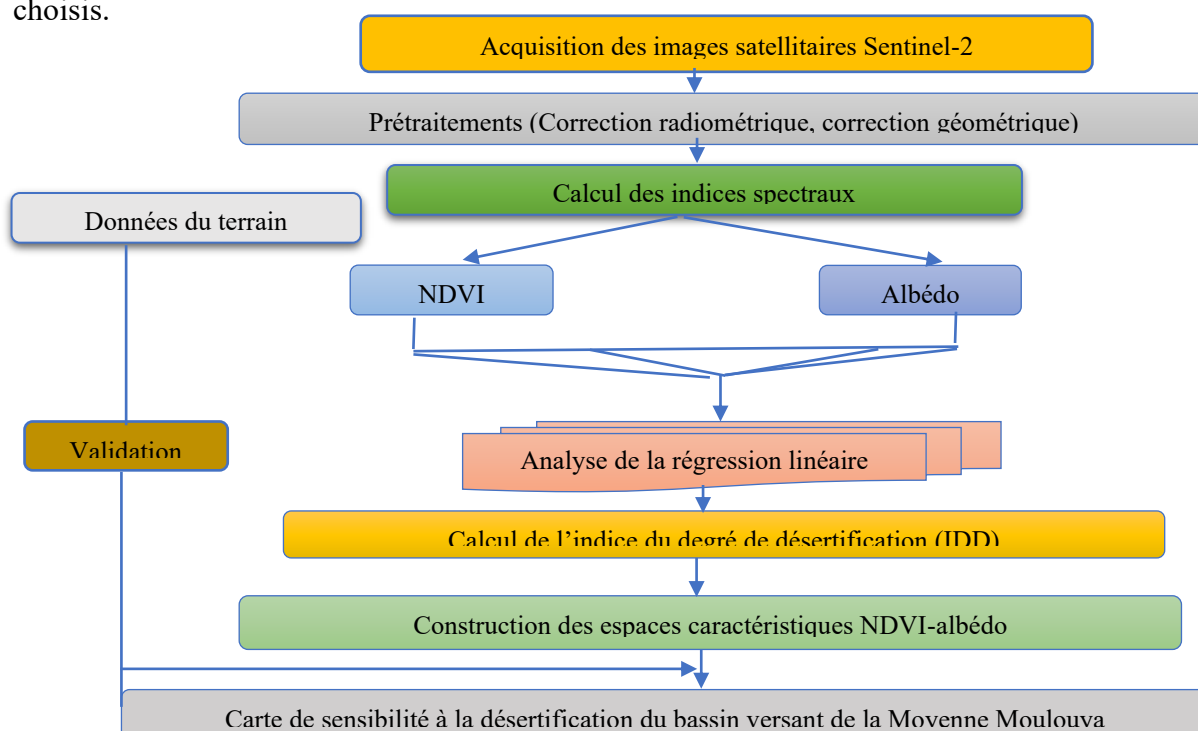 choisis.
Acquisition des images satellitaires Sentinel-2
Prétraitements (Correction radiométrique, correction géométrique)
Calcul des indices spectraux
Données du terrain
NDVI
Albédo
Validation
Analyse de la régression linéaire
Calcul de l’indice du degré de désertification (IDD)
Construction des espaces caractéristiques NDVI-albédo
Carte de sensibilité à la désertification du bassin versant de la Moyenne Moulouya